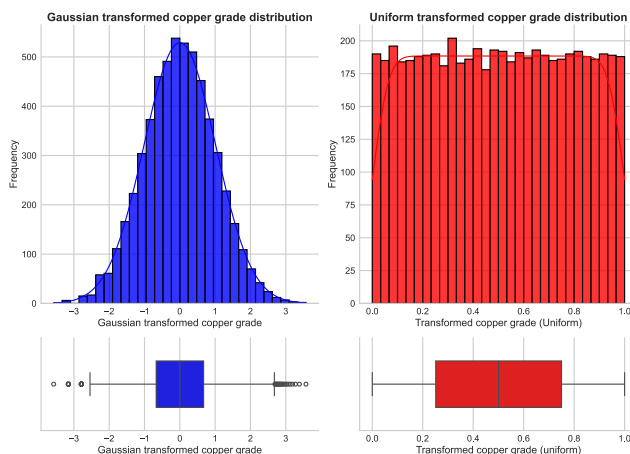 Gaussian transformed copper grade distribution
Frequency
500
400
300
200
100
0
−3 −2 −1 0 1 2 3
Gaussian transformed copper grade
Uniform transformed copper grade distribution
Frequency
200
175
150
125
100
75
50
25
0
0.0 0.2 0.4 0.6 0.8 1.0
Transformed copper grade (Uniform)
−3 −2 −1 0 1 2 3
Gaussian transformed copper grade
0.0 0.2 0.4 0.6 0.8 1.0
Transformed copper grade (uniform)